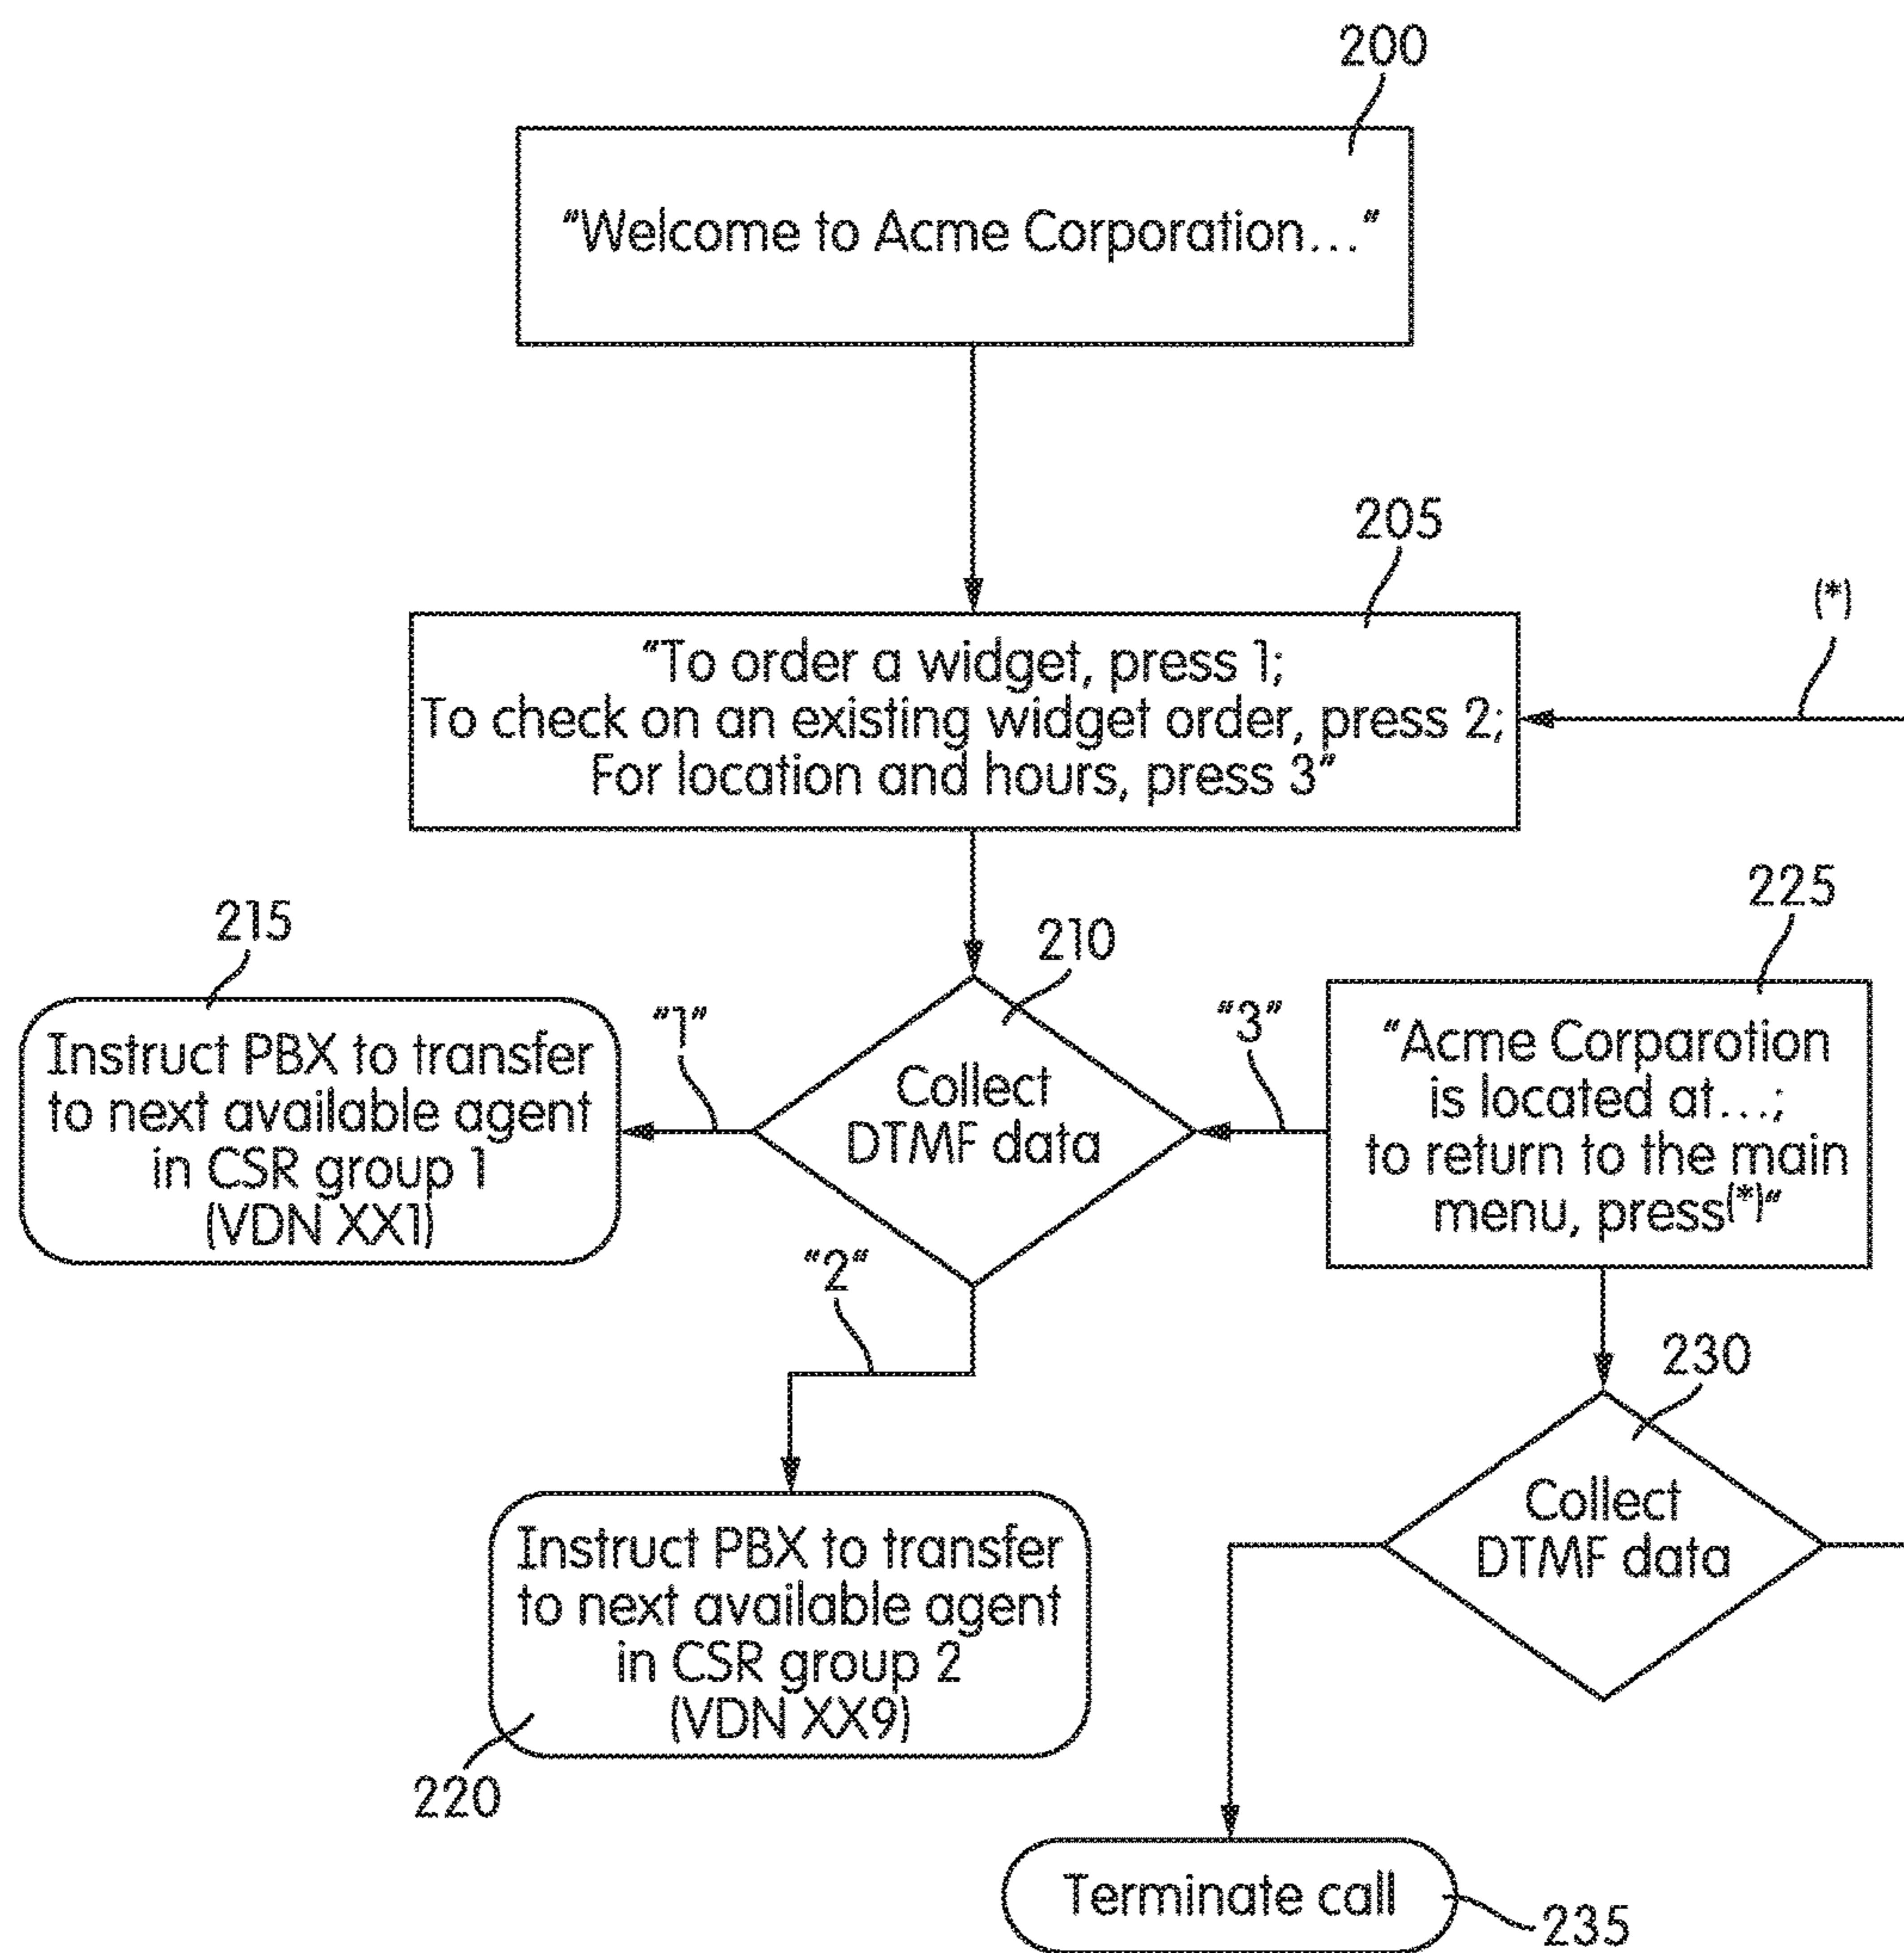 200
"Welcome to Acme Corporation..."
205
(*)
"To order a widget, press 1;
To check on an existing widget order, press 2;
For location and hours, press 3"
215
210
225
"1"
"3"
Instruct PBX to transfer
to next available agent
in CSR group 1
(VDN XX1)
Collect
DTMF data
"Acme Corparotion
is located at...;
to return to the main
menu, press(*)"
"2"
230
Instruct PBX to transfer
to next available agent
in CSR group 2
(VDN XX9)
Collect
DTMF data
220
Terminate call
235